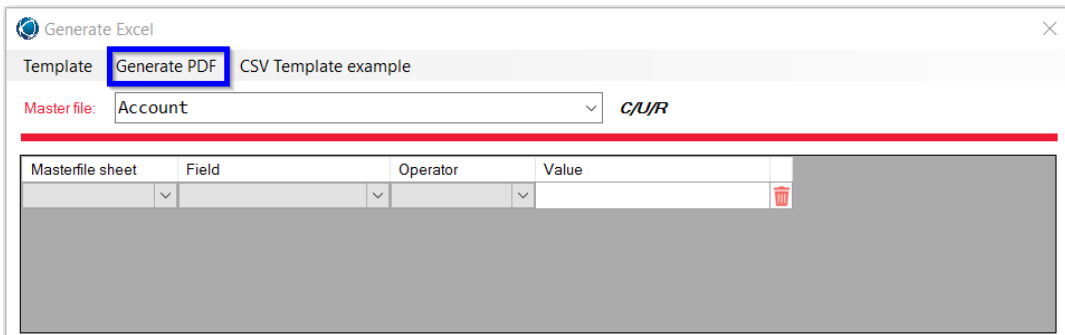 Generate Excel
Template Generate PDF CSV Template example
Master file: Account C/U/R
Masterfile sheet Field Operator Value